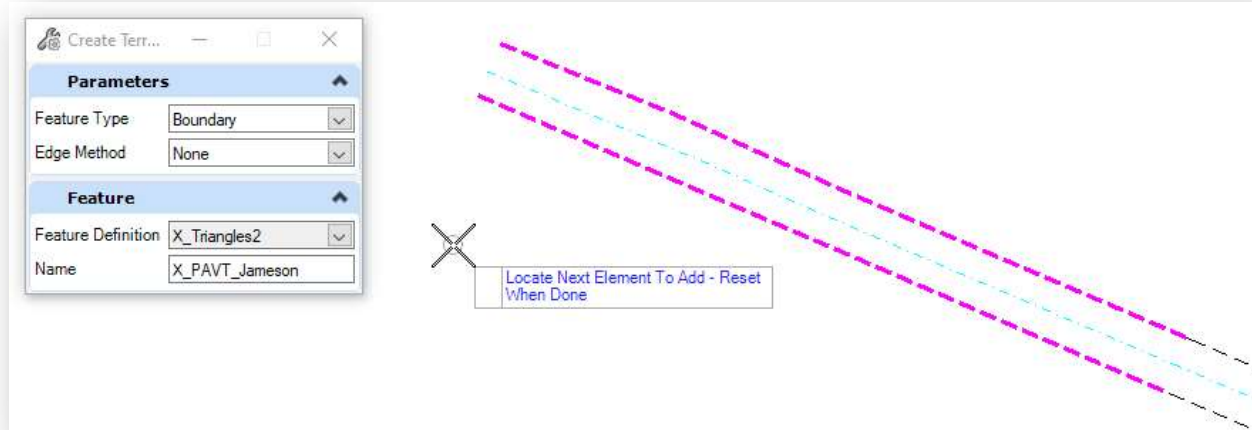 Create Terr...
Parameters
Feature Type Boundary
Edge Method None
Feature
Feature Definition X_Triangles2
Name X_PAVT_Jameson
Locate Next Element To Add - Reset
When Done